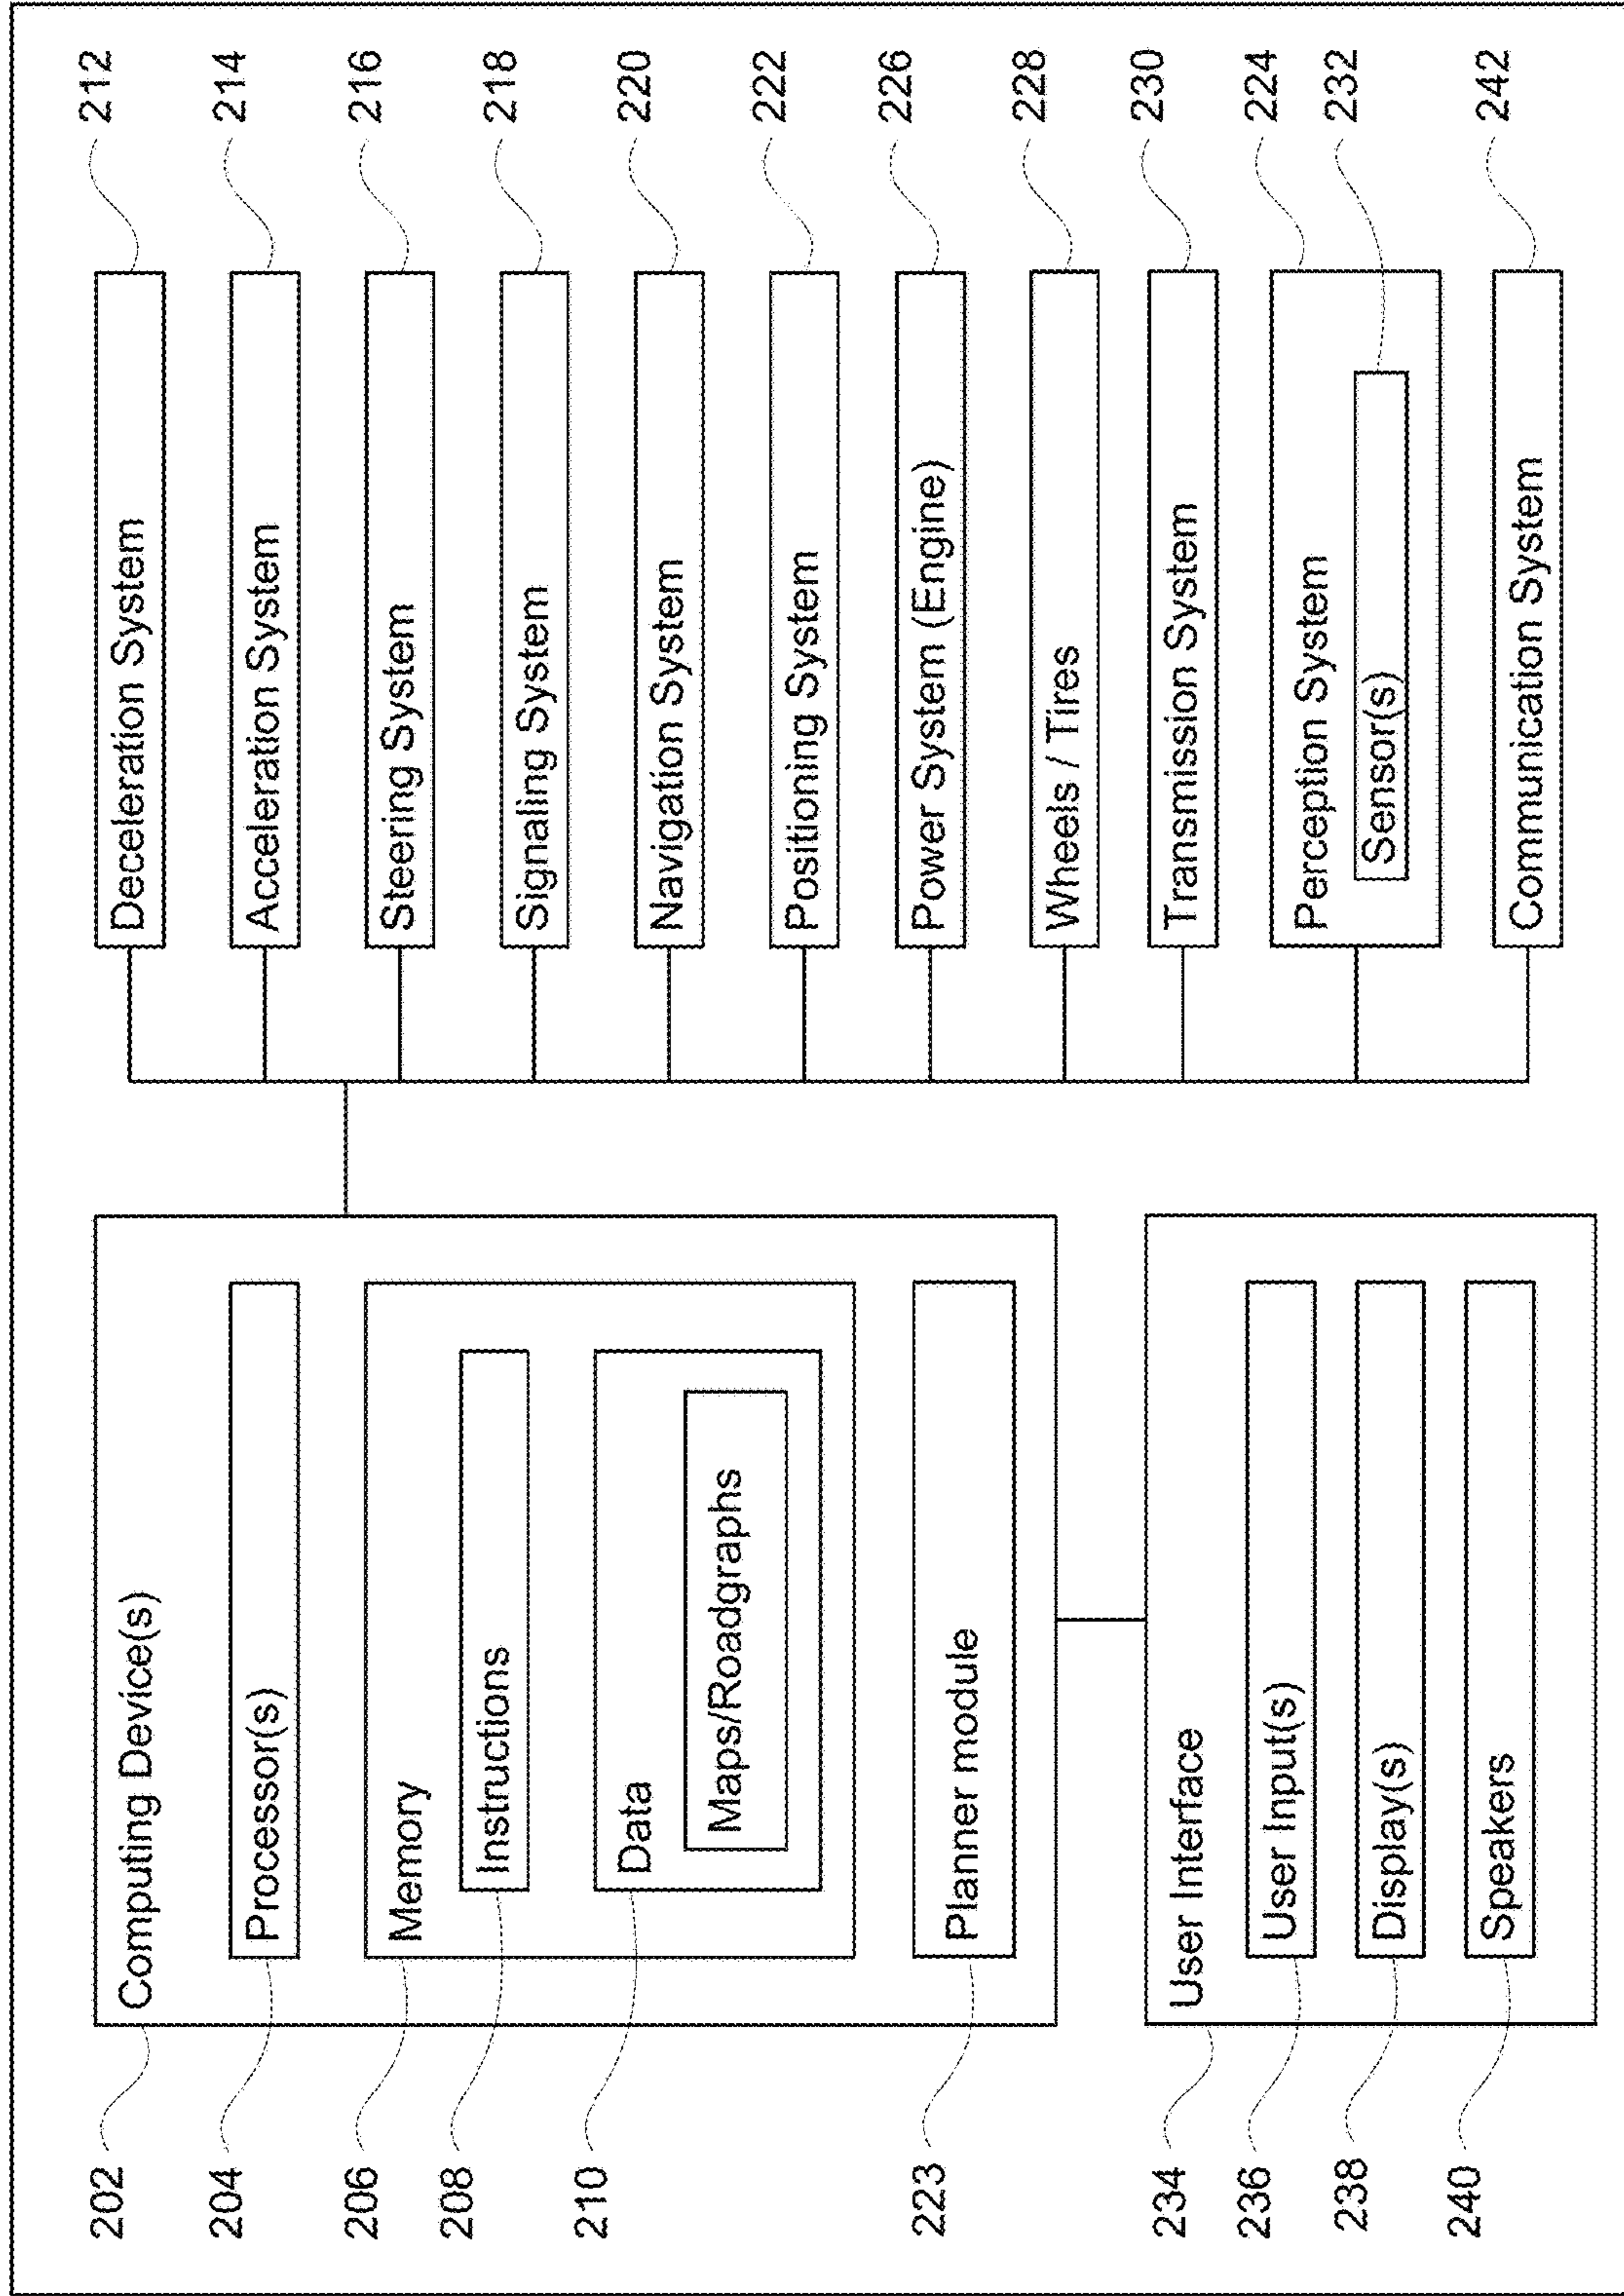 202
Computing Device(s)
204
Processor(s)
206
Memory
208
Instructions
210
Data
Maps/Roadgraphs
223
Planner module
234
User Interface
236
User Input(s)
238
Display(s)
240
Speakers
Deceleration System
212
Acceleration System
214
Steering System
216
Signaling System
218
Navigation System
220
Positioning System
222
Power System (Engine)
226
Wheels / Tires
228
Transmission System
230
Perception System
224
Sensor(s)
232
Communication System
242